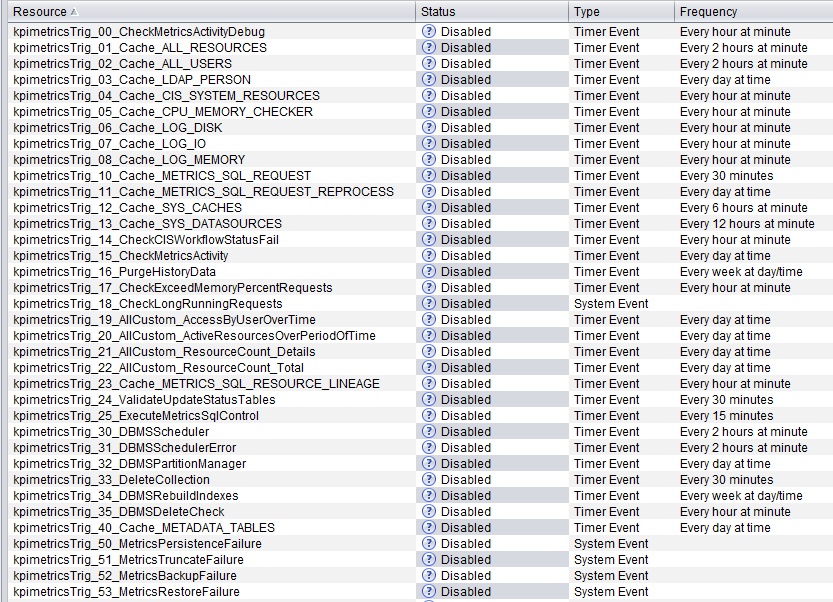 Resource Status Type Frequency
kpimetricsTrig_00_CheckMetricsActivityDebug Disabled Timer Event Every hour at minute
kpimetricsTrig_01_Cache_ALL_RESOURCES Disabled Timer Event Every 2 hours at minute
kpimetricsTrig_02_Cache_ALL_USERS Disabled Timer Event Every 2 hours at minute
kpimetricsTrig_03_Cache_LDAP_PERSON Disabled Timer Event Every day at time
kpimetricsTrig_04_Cache_CIS_SYSTEM_RESOURCES Disabled Timer Event Every hour at minute
kpimetricsTrig_05_Cache_CPU_MEMORY_CHECKER Disabled Timer Event Every hour at minute
kpimetricsTrig_06_Cache_LOG_DISK Disabled Timer Event Every hour at minute
kpimetricsTrig_07_Cache_LOG_IO Disabled Timer Event Every hour at minute
kpimetricsTrig_08_Cache_LOG_MEMORY Disabled Timer Event Every hour at minute
kpimetricsTrig_10_Cache_METRICS_SQL_REQUEST Disabled Timer Event Every 30 minutes
kpimetricsTrig_11_Cache_METRICS_SQL_REQUEST_REPROCESS Disabled Timer Event Every day at time
kpimetricsTrig_12_Cache_SYS_CACHES Disabled Timer Event Every 6 hours at minute
kpimetricsTrig_13_Cache_SYS_DATASOURCES Disabled Timer Event Every 12 hours at minute
kpimetricsTrig_14_CheckCISWorkflowStatusFail Disabled Timer Event Every hour at minute
kpimetricsTrig_15_CheckMetricsActivity Disabled Timer Event Every day at time
kpimetricsTrig_16_PurgeHistoryData Disabled Timer Event Every week at day/time
kpimetricsTrig_17_CheckExceedMemoryPercentRequests Disabled Timer Event Every hour at minute
kpimetricsTrig_18_CheckLongRunningRequests Disabled System Event
kpimetricsTrig_19_AllCustom_AccessByUserOverTime Disabled Timer Event Every day at time
kpimetricsTrig_20_AllCustom_ActiveResourcesOverPeriodOfTime Disabled Timer Event Every day at time
kpimetricsTrig_21_AllCustom_ResourceCount_Details Disabled Timer Event Every day at time
kpimetricsTrig_22_AllCustom_ResourceCount_Total Disabled Timer Event Every day at time
kpimetricsTrig_23_Cache_METRICS_SQL_RESOURCE_LINEAGE Disabled Timer Event Every hour at minute
kpimetricsTrig_24_ValidateUpdateStatusTables Disabled Timer Event Every 30 minutes
kpimetricsTrig_25_ExecuteMetricsSqlControl Disabled Timer Event Every 15 minutes
kpimetricsTrig_30_DBMSScheduler Disabled Timer Event Every 2 hours at minute
kpimetricsTrig_31_DBMSSchedulerError Disabled Timer Event Every 2 hours at minute
kpimetricsTrig_32_DBMSPartitionManager Disabled Timer Event Every day at time
kpimetricsTrig_33_DeleteCollection Disabled Timer Event Every 30 minutes
kpimetricsTrig_34_DBMSRebuildIndexes Disabled Timer Event Every week at day/time
kpimetricsTrig_35_DBMSDeleteCheck Disabled Timer Event Every hour at minute
kpimetricsTrig_40_Cache_METADATA_TABLES Disabled Timer Event Every day at time
kpimetricsTrig_50_MetricsPersistenceFailure Disabled System Event
kpimetricsTrig_51_MetricsTruncateFailure Disabled System Event
kpimetricsTrig_52_MetricsBackupFailure Disabled System Event
kpimetricsTrig_53_MetricsRestoreFailure Disabled System Event